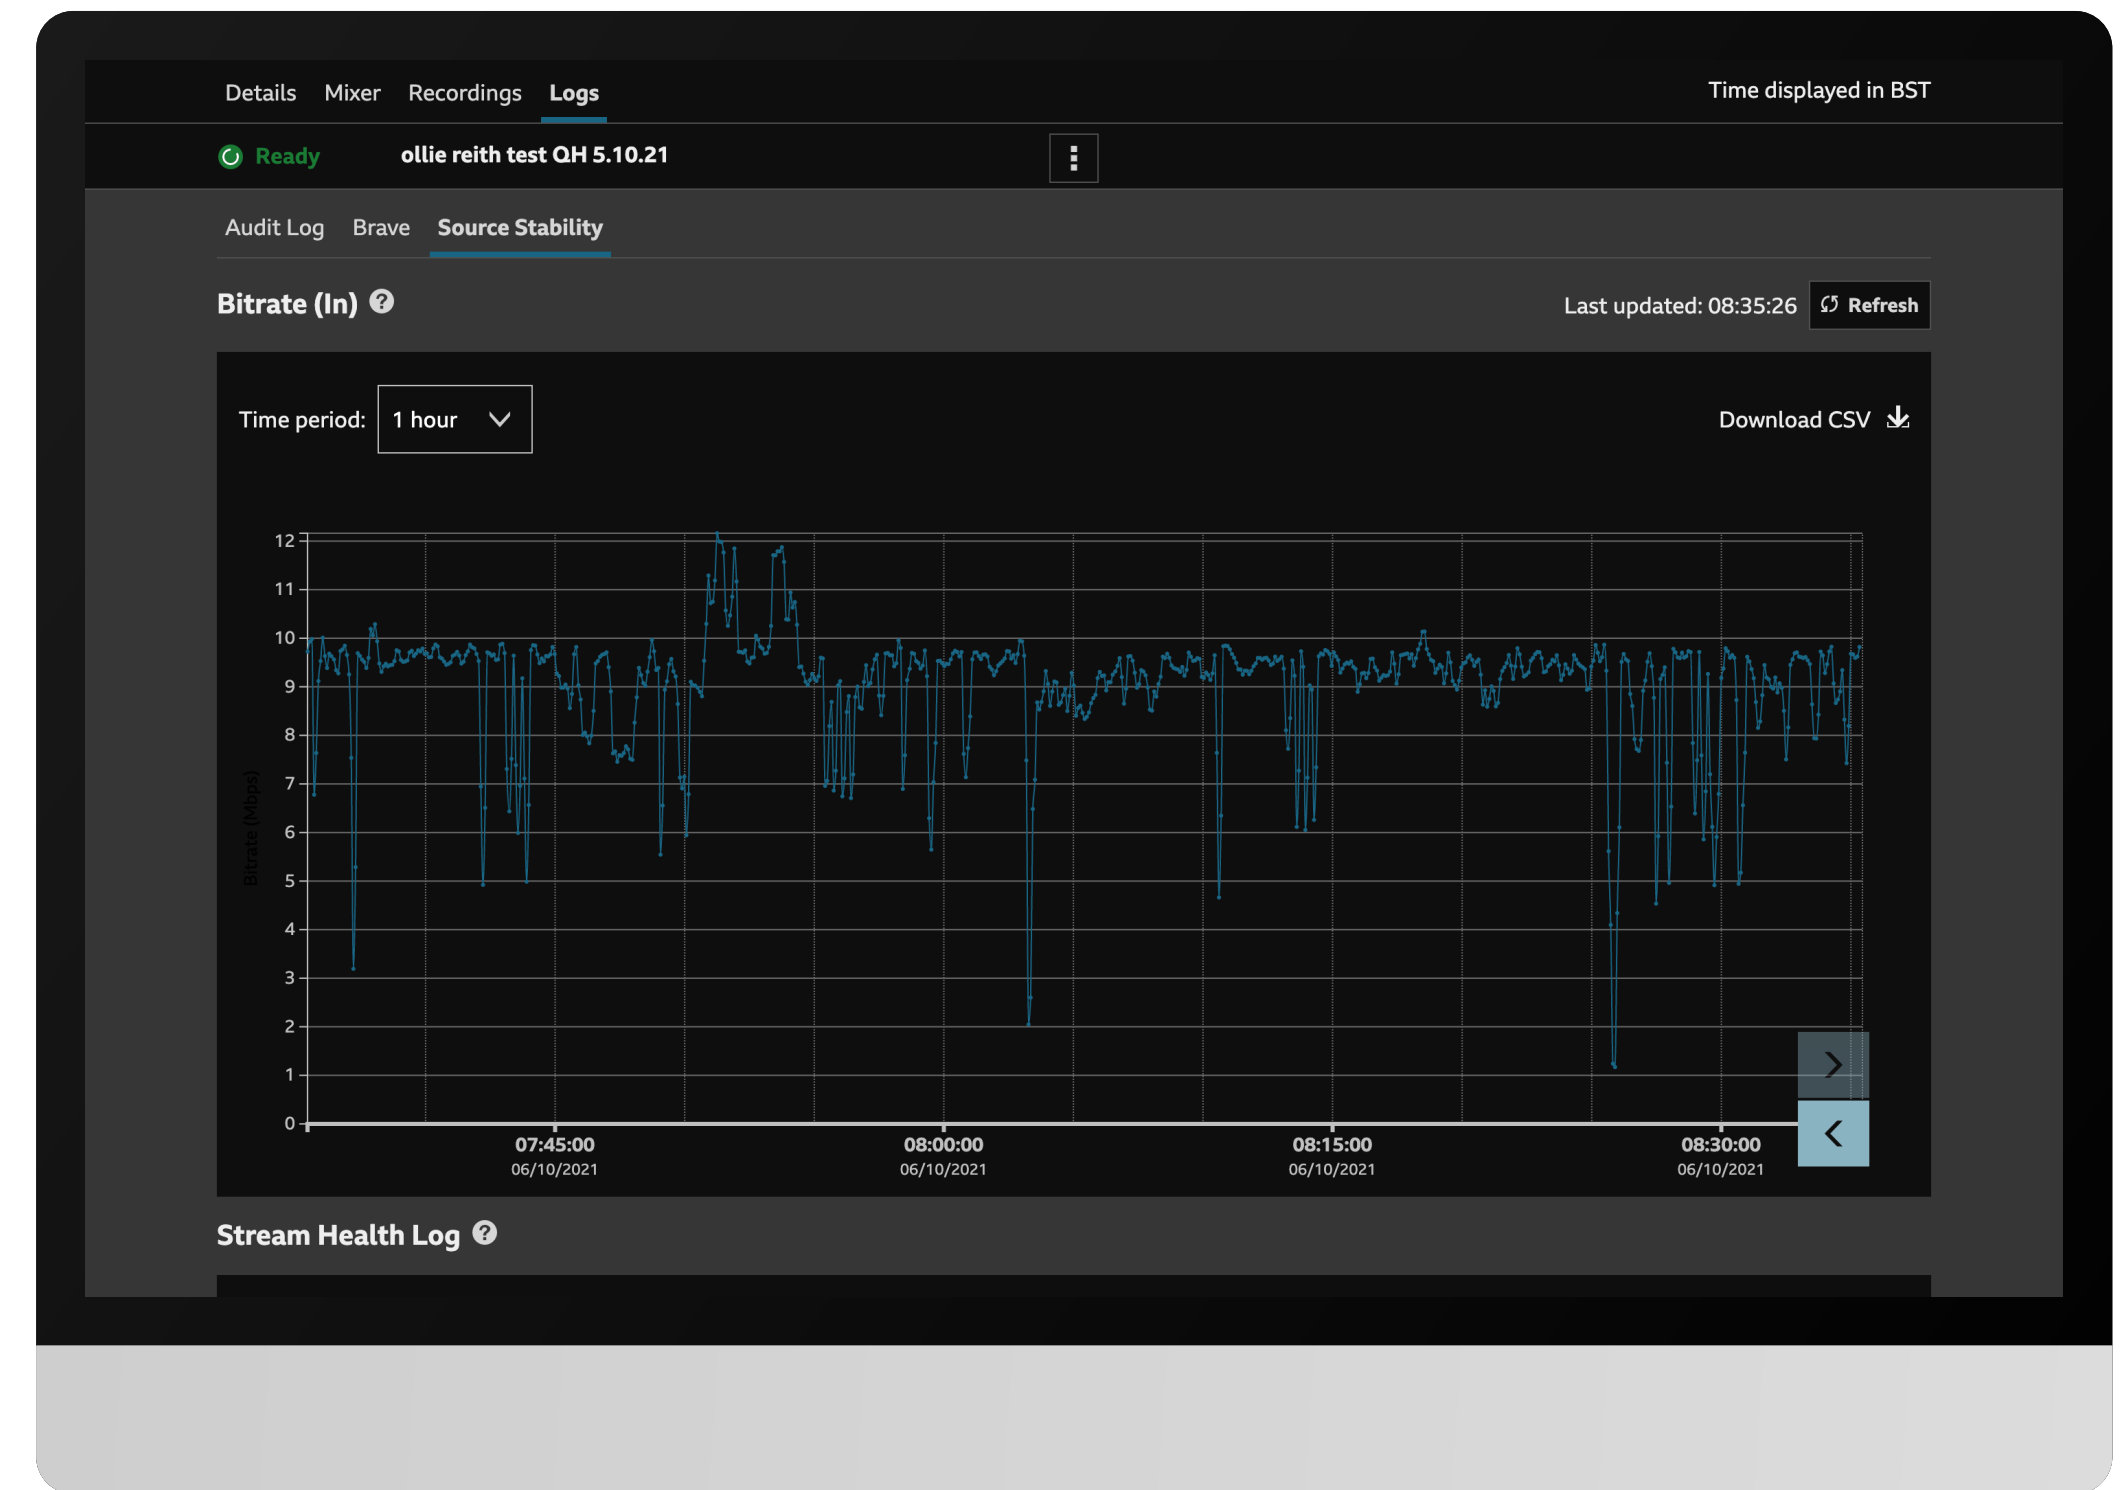 Details Mixer Recordings Logs Time displayed in BST
Ready ollie reith test QH 5.10.21
Audit Log Brave Source Stability
Bitrate (In) ? Last updated: 08:35:26 Refresh
Time period: 1 hour Download CSV
12
11
10
9
8
7
6
5
4
3
2
1
0
Bitrate (Mbps)
07:45:00 08:00:00 08:15:00 08:30:00
06/10/2021 06/10/2021 06/10/2021 06/10/2021
Stream Health Log ?